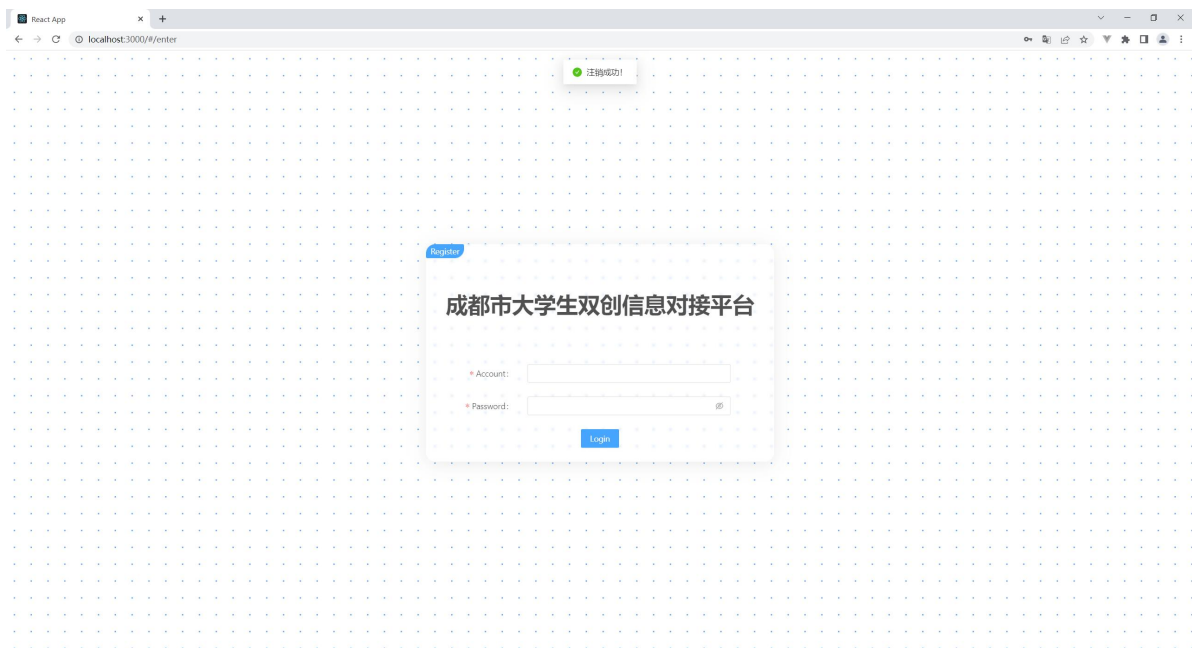 React App
localhost:3000/#/enter
注销成功!
Register
成都市大学生双创信息对接平台
* Account:
* Password:
Login